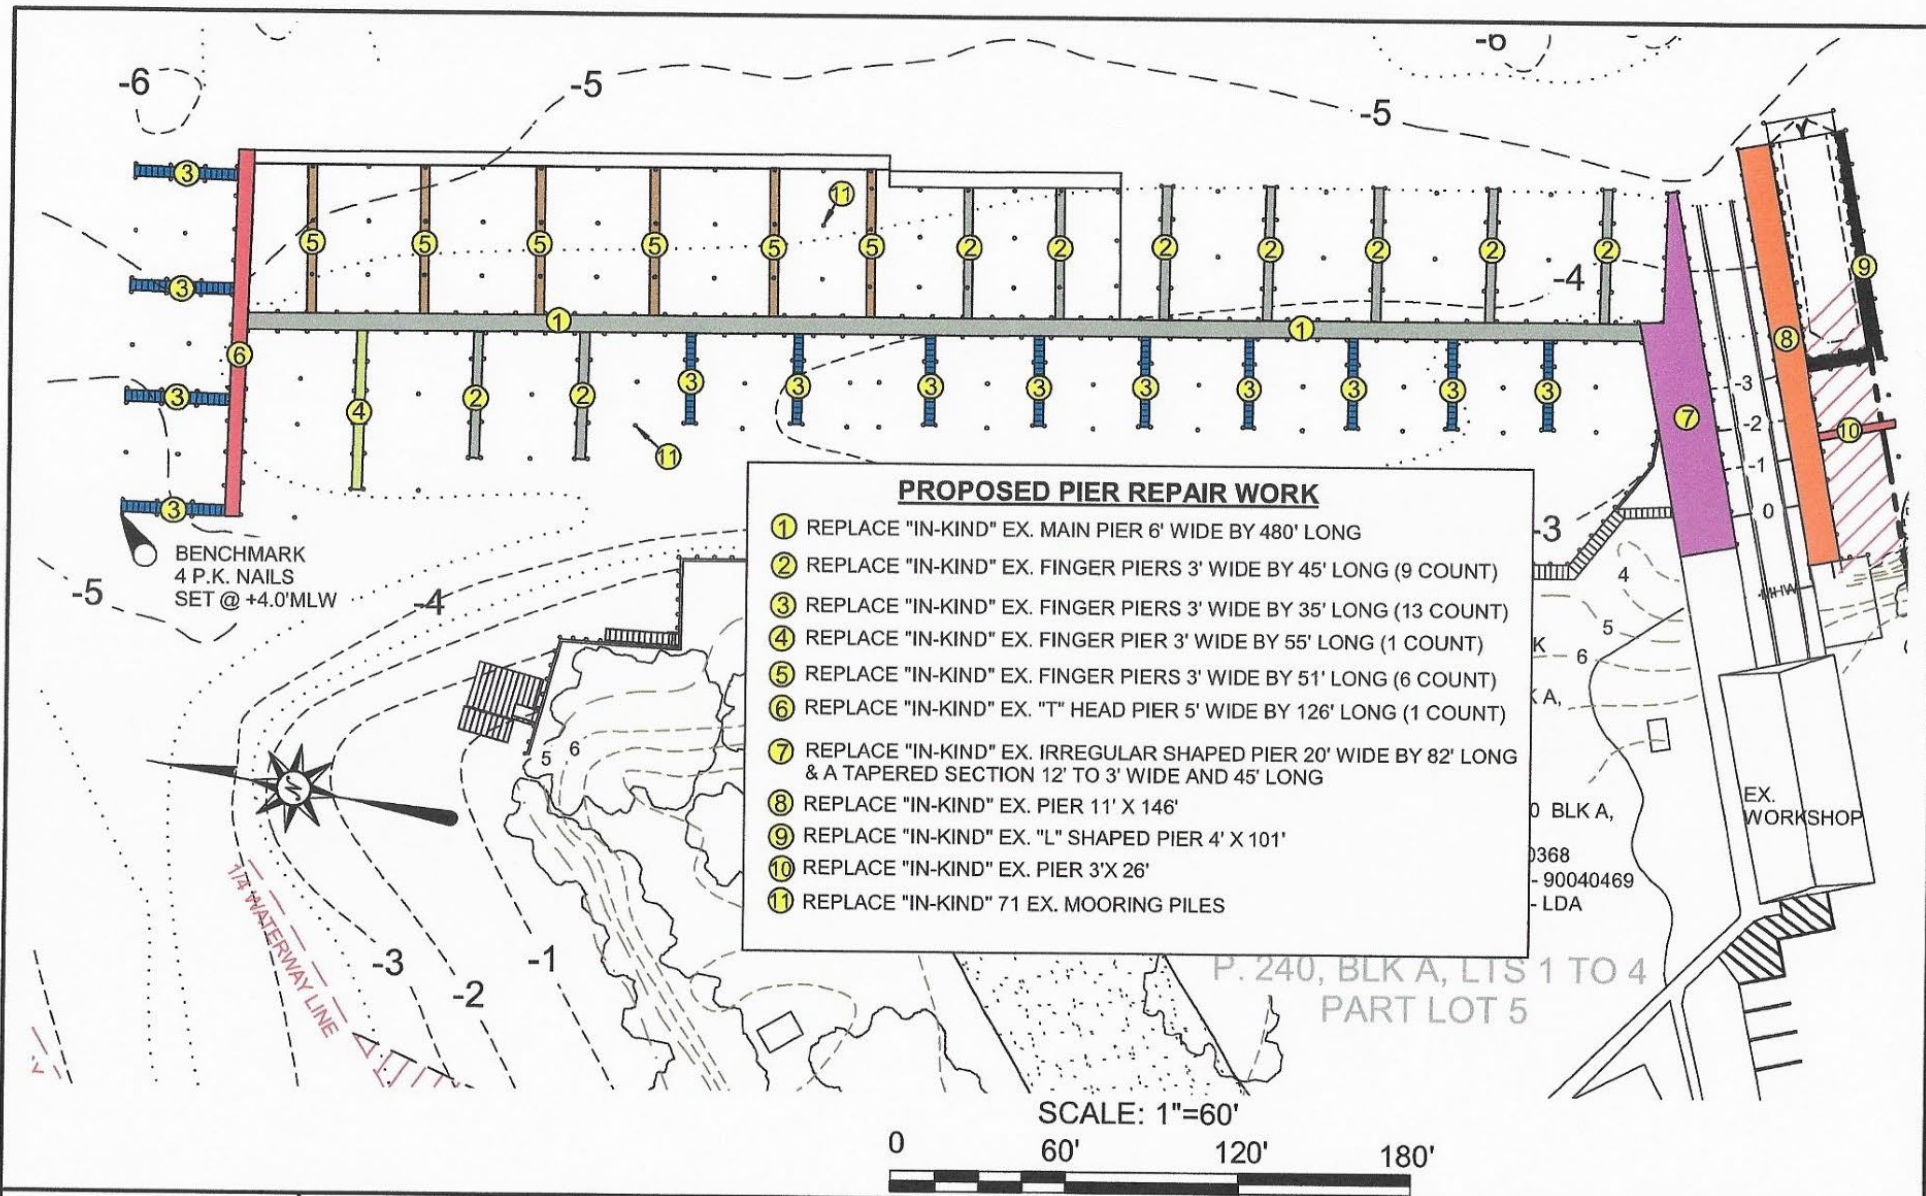 -6
-5
-6
-5
3
5
5
5
5
5
5
11
2
2
2
2
2
2
2
-4
9
3
1
1
6
8
3
4
2
2
3
3
3
3
3
3
3
3
3
-3
7
-2
10
11
-1
3
0
BENCHMARK
4 P.K. NAILS
SET @ +4.0'MLW
-5
-4
-3
4
MHW
5
6
K
K A,
PROPOSED PIER REPAIR WORK
1 REPLACE "IN-KIND" EX. MAIN PIER 6' WIDE BY 480' LONG
2 REPLACE "IN-KIND" EX. FINGER PIERS 3' WIDE BY 45' LONG (9 COUNT)
3 REPLACE "IN-KIND" EX. FINGER PIERS 3' WIDE BY 35' LONG (13 COUNT)
4 REPLACE "IN-KIND" EX. FINGER PIER 3' WIDE BY 55' LONG (1 COUNT)
5 REPLACE "IN-KIND" EX. FINGER PIERS 3' WIDE BY 51' LONG (6 COUNT)
6 REPLACE "IN-KIND" EX. "T" HEAD PIER 5' WIDE BY 126' LONG (1 COUNT)
7 REPLACE "IN-KIND" EX. IRREGULAR SHAPED PIER 20' WIDE BY 82' LONG
& A TAPERED SECTION 12' TO 3' WIDE AND 45' LONG
8 REPLACE "IN-KIND" EX. PIER 11' X 146'
9 REPLACE "IN-KIND" EX. "L" SHAPED PIER 4' X 101'
10 REPLACE "IN-KIND" EX. PIER 3'X 26'
11 REPLACE "IN-KIND" 71 EX. MOORING PILES
5
6
N
EX.
WORKSHOP
0 BLK A,
0368
- 90040469
- LDA
1/4 WATERWAY LINE
-3
-2
-1
P. 240, BLK A, LTS 1 TO 4
PART LOT 5
SCALE: 1"=60'
0 60' 120' 180'